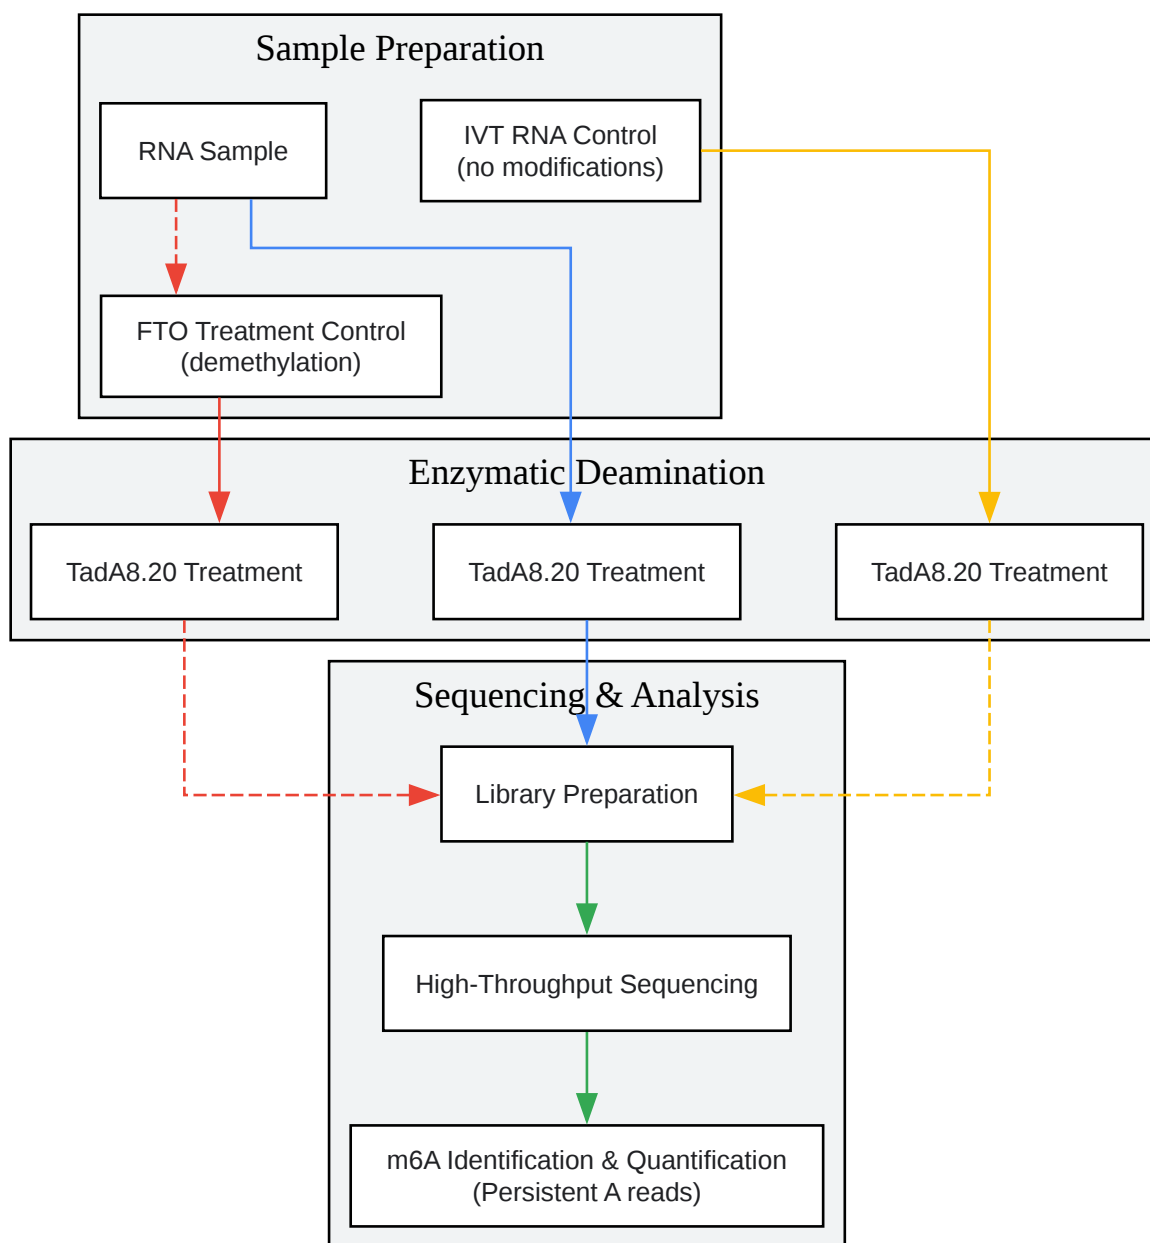 Sample Preparation
RNA Sample
IVT RNA Control
(no modifications)
FTO Treatment Control
(demethylation)
Enzymatic Deamination
TadA8.20 Treatment
TadA8.20 Treatment
TadA8.20 Treatment
Sequencing & Analysis
Library Preparation
High-Throughput Sequencing
m6A Identification & Quantification
(Persistent A reads)